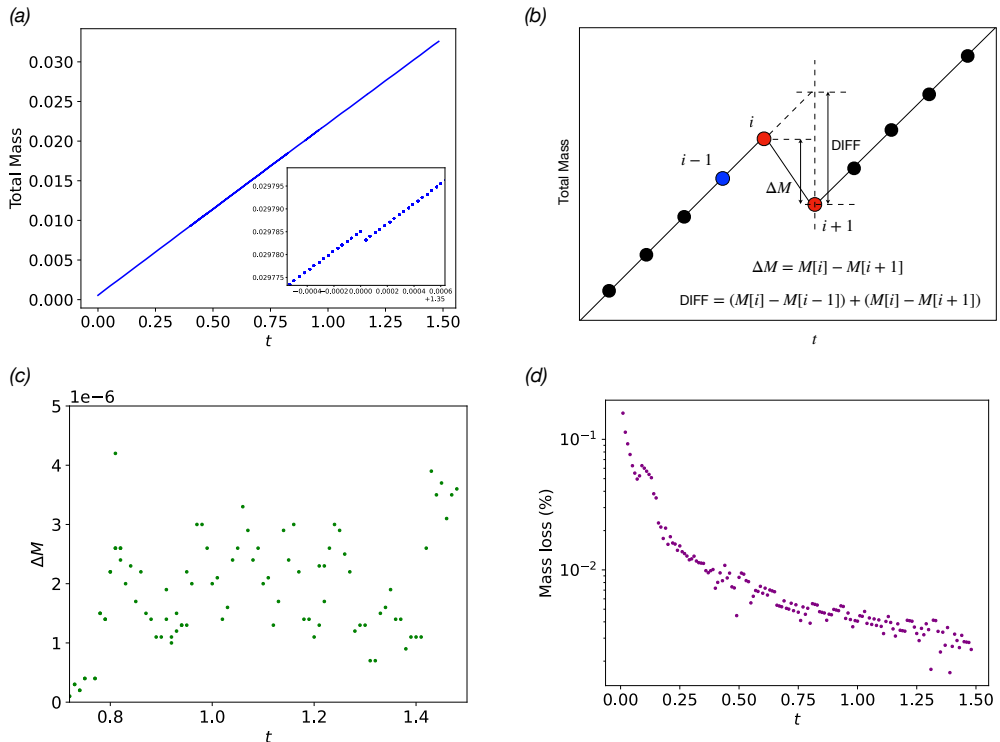 (a)
Total Mass
0.030
0.025
0.020
0.015
0.010
0.005
0.000
0.00 0.25 0.50 0.75 1.00 1.25 1.50
t
0.029795
0.029790
0.029785
0.029780
0.029775
−0.0004 −0.0002 0.0000 0.0002 0.0004 0.0006
+1.35
(b)
Total Mass
i
i − 1
DIFF
ΔM
i + 1
ΔM = M[i] − M[i + 1]
DIFF = (M[i] − M[i − 1]) + (M[i] − M[i + 1])
t
(c)
1e−6
ΔM
5
4
3
2
1
0
0.8 1.0 1.2 1.4
t
(d)
Mass loss (%)
10⁻¹
10⁻²
0.00 0.25 0.50 0.75 1.00 1.25 1.50
t